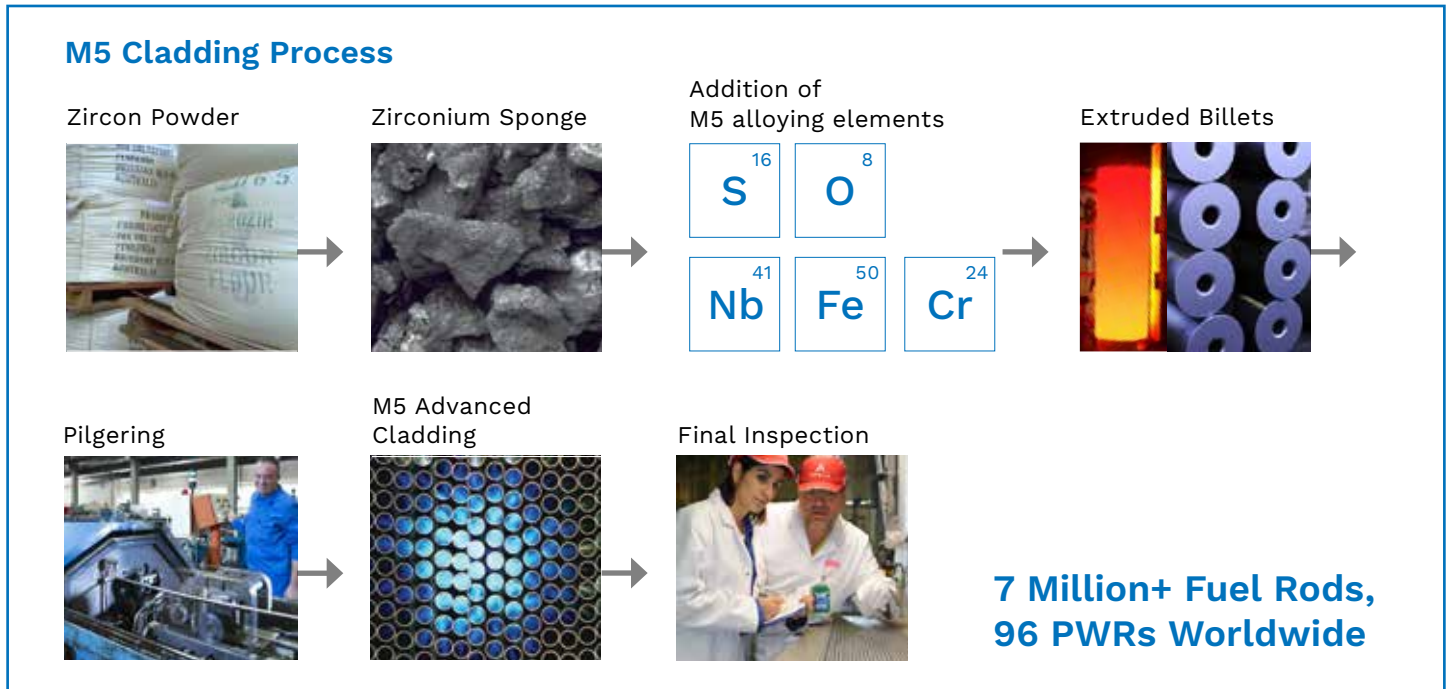 M5 Cladding Process
Zircon Powder
Zirconium Sponge
Addition of
M5 alloying elements
16
S
8
O
41
Nb
50
Fe
24
Cr
Extruded Billets
Pilgering
M5 Advanced
Cladding
Final Inspection
7 Million+ Fuel Rods,
96 PWRs Worldwide